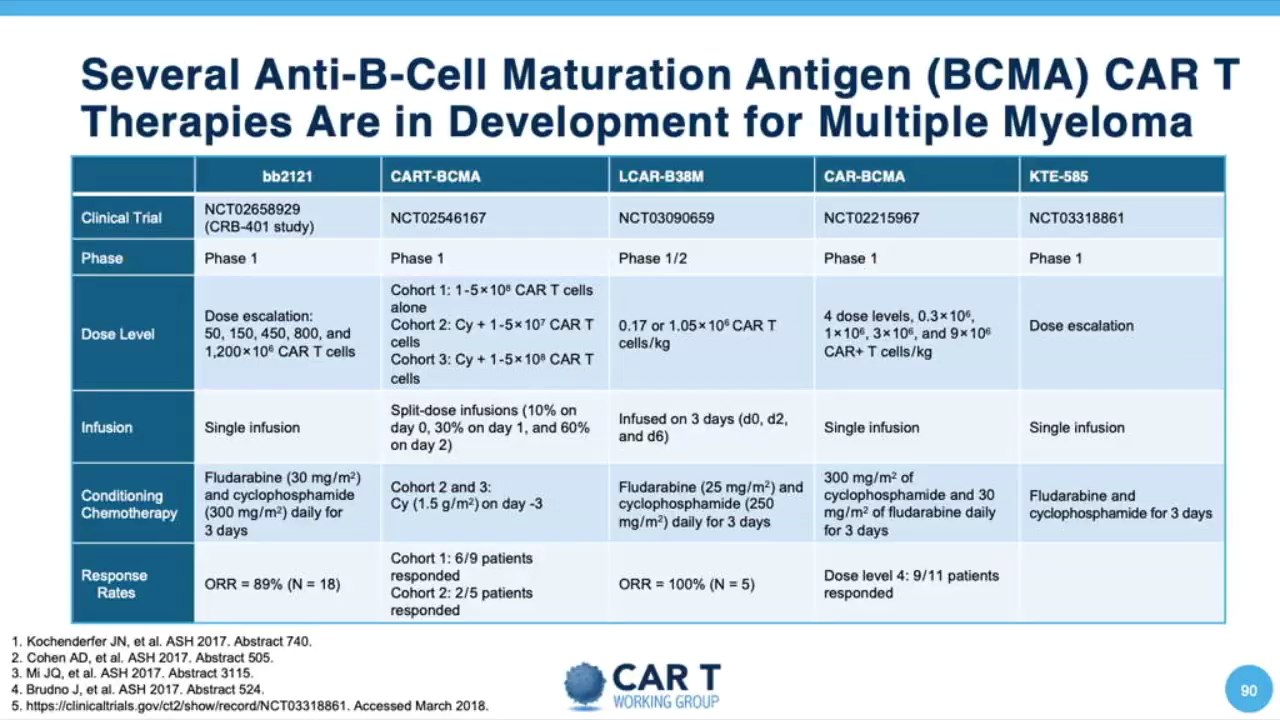 Several Anti-B-Cell Maturation Antigen (BCMA) CAR T
Therapies Are in Development for Multiple Myeloma
bb2121
CART-BCMA
LCAR-B38M
CAR-BCMA
KTE-585
Clinical Trial
NCT02658929
(CRB-401 study)
NCT02546167
NCT03090659
NCT02215967
NCT03318861
Phase
Phase 1
Phase 1
Phase 1/2
Phase 1
Phase 1
Dose Level
Dose escalation:
50, 150, 450, 800, and
1,200×10⁶ CAR T cells
Cohort 1: 1-5×10⁸ CAR T cells
alone
Cohort 2: Cy + 1-5×10⁷ CAR T
cells
Cohort 3: Cy + 1-5×10⁸ CAR T
cells
0.17 or 1.05×10⁶ CAR T
cells/kg
4 dose levels, 0.3×10⁶,
1×10⁶, 3×10⁶, and 9×10⁶
CAR+ T cells/kg
Dose escalation
Infusion
Single infusion
Split-dose infusions (10% on
day 0, 30% on day 1, and 60%
on day 2)
Infused on 3 days (d0, d2,
and d6)
Single infusion
Single infusion
Conditioning
Chemotherapy
Fludarabine (30 mg/m²)
and cyclophosphamide
(300 mg/m²) daily for
3 days
Cohort 2 and 3:
Cy (1.5 g/m²) on day -3
Fludarabine (25 mg/m²) and
cyclophosphamide (250
mg/m²) daily for 3 days
300 mg/m² of
cyclophosphamide and 30
mg/m² of fludarabine daily
for 3 days
Fludarabine and
cyclophosphamide for 3 days
Response
Rates
ORR = 89% (N = 18)
Cohort 1: 6/9 patients
responded
Cohort 2: 2/5 patients
responded
ORR = 100% (N = 5)
Dose level 4: 9/11 patients
responded
1. Kochenderfer JN, et al. ASH 2017. Abstract 740.
2. Cohen AD, et al. ASH 2017. Abstract 505.
3. Mi JQ, et al. ASH 2017. Abstract 3115.
4. Brudno J, et al. ASH 2017. Abstract 524.
5. https://clinicaltrials.gov/ct2/show/record/NCT03318861. Accessed March 2018.
CAR T
WORKING GROUP
90